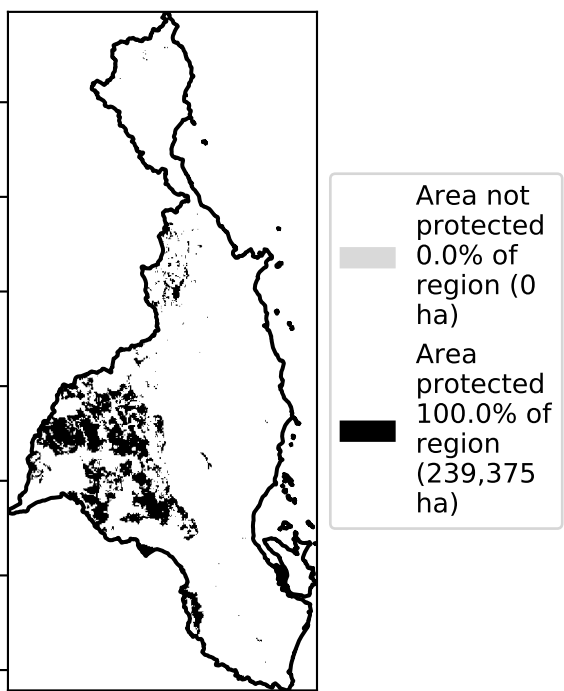 Area not
protected
0.0% of
region (0
ha)
Area
protected
100.0% of
region
(239,375
ha)